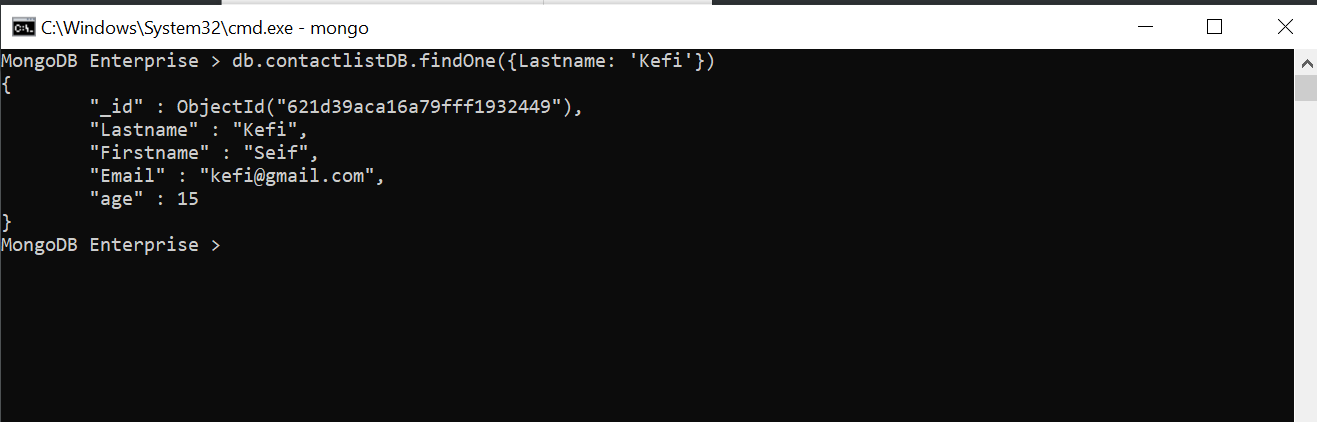 C:\Windows\System32\cmd.exe - mongo
MongoDB Enterprise > db.contactlistDB.findOne({Lastname: 'Kefi'})
{
        "_id" : ObjectId("621d39aca16a79fff1932449"),
        "Lastname" : "Kefi",
        "Firstname" : "Seif",
        "Email" : "kefi@gmail.com",
        "age" : 15
}
MongoDB Enterprise >